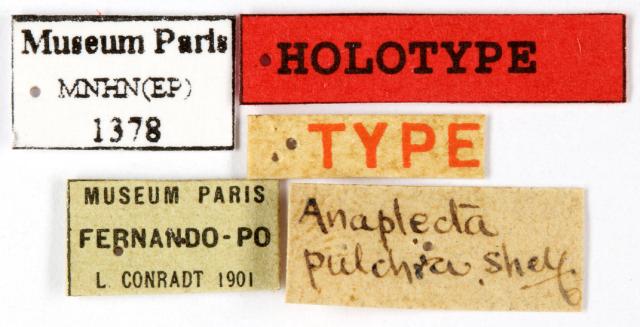 Museum Paris
MNHN(EP)
1378
HOLOTYPE
TYPE
MUSEUM PARIS
FERNANDO-PO
L. CONRADT 1901
Anaplecta
pulchra. Shelf.